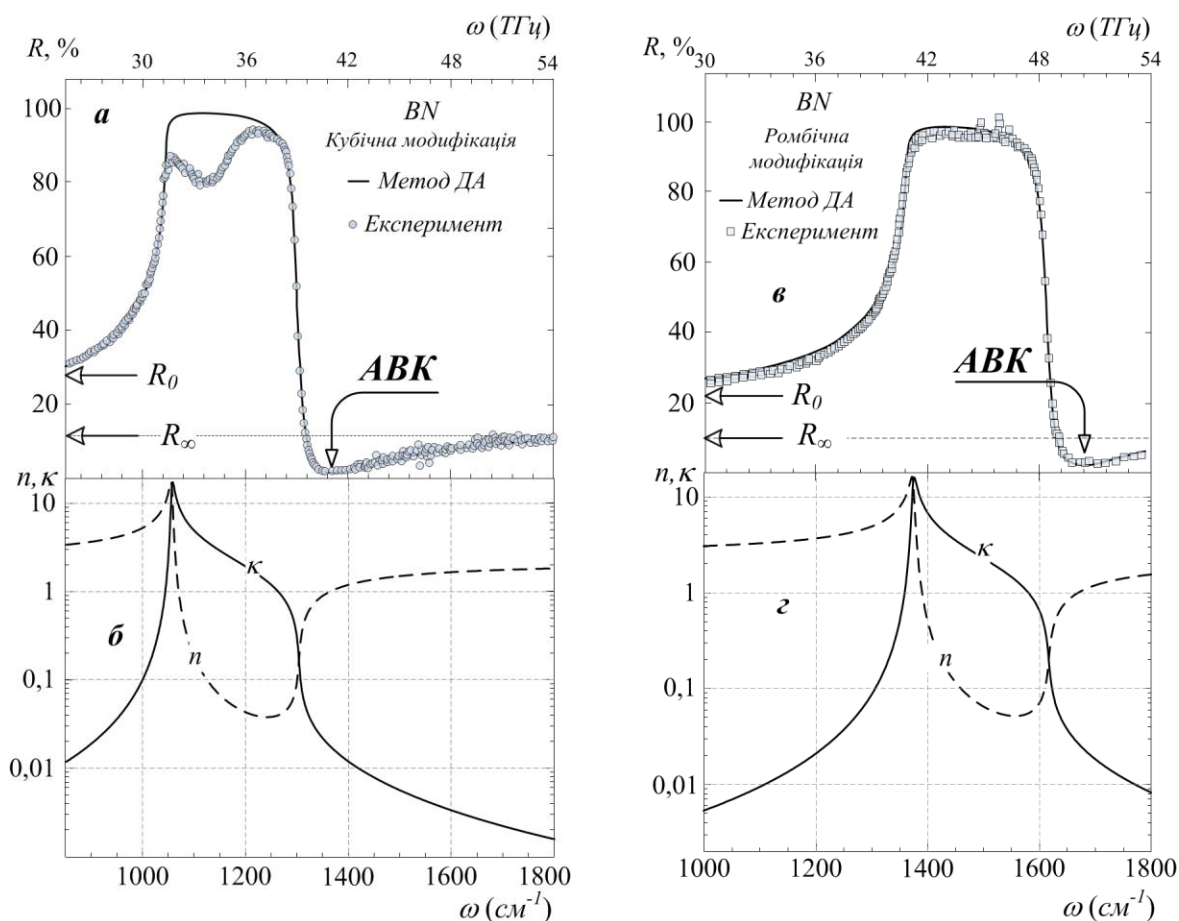 ω (ТГц)
R, %
30 36 42 48 54
а
BN
Кубічна модифікація
Метод ДА
Експеримент
100
80
60
40
20
АВК
R₀
R∞
n,κ
10
1
0,1
0,01
б
κ
n
1000 1200 1400 1600 1800
ω (см⁻¹)
ω (ТГц)
R, %
30 36 42 48 54
BN
Ромбічна
модифікація
Метод ДА
Експеримент
в
100
80
60
40
20
АВК
R₀
R∞
10
1
0,1
0,01
г
κ
n
1000 1200 1400 1600 1800
ω (см⁻¹)